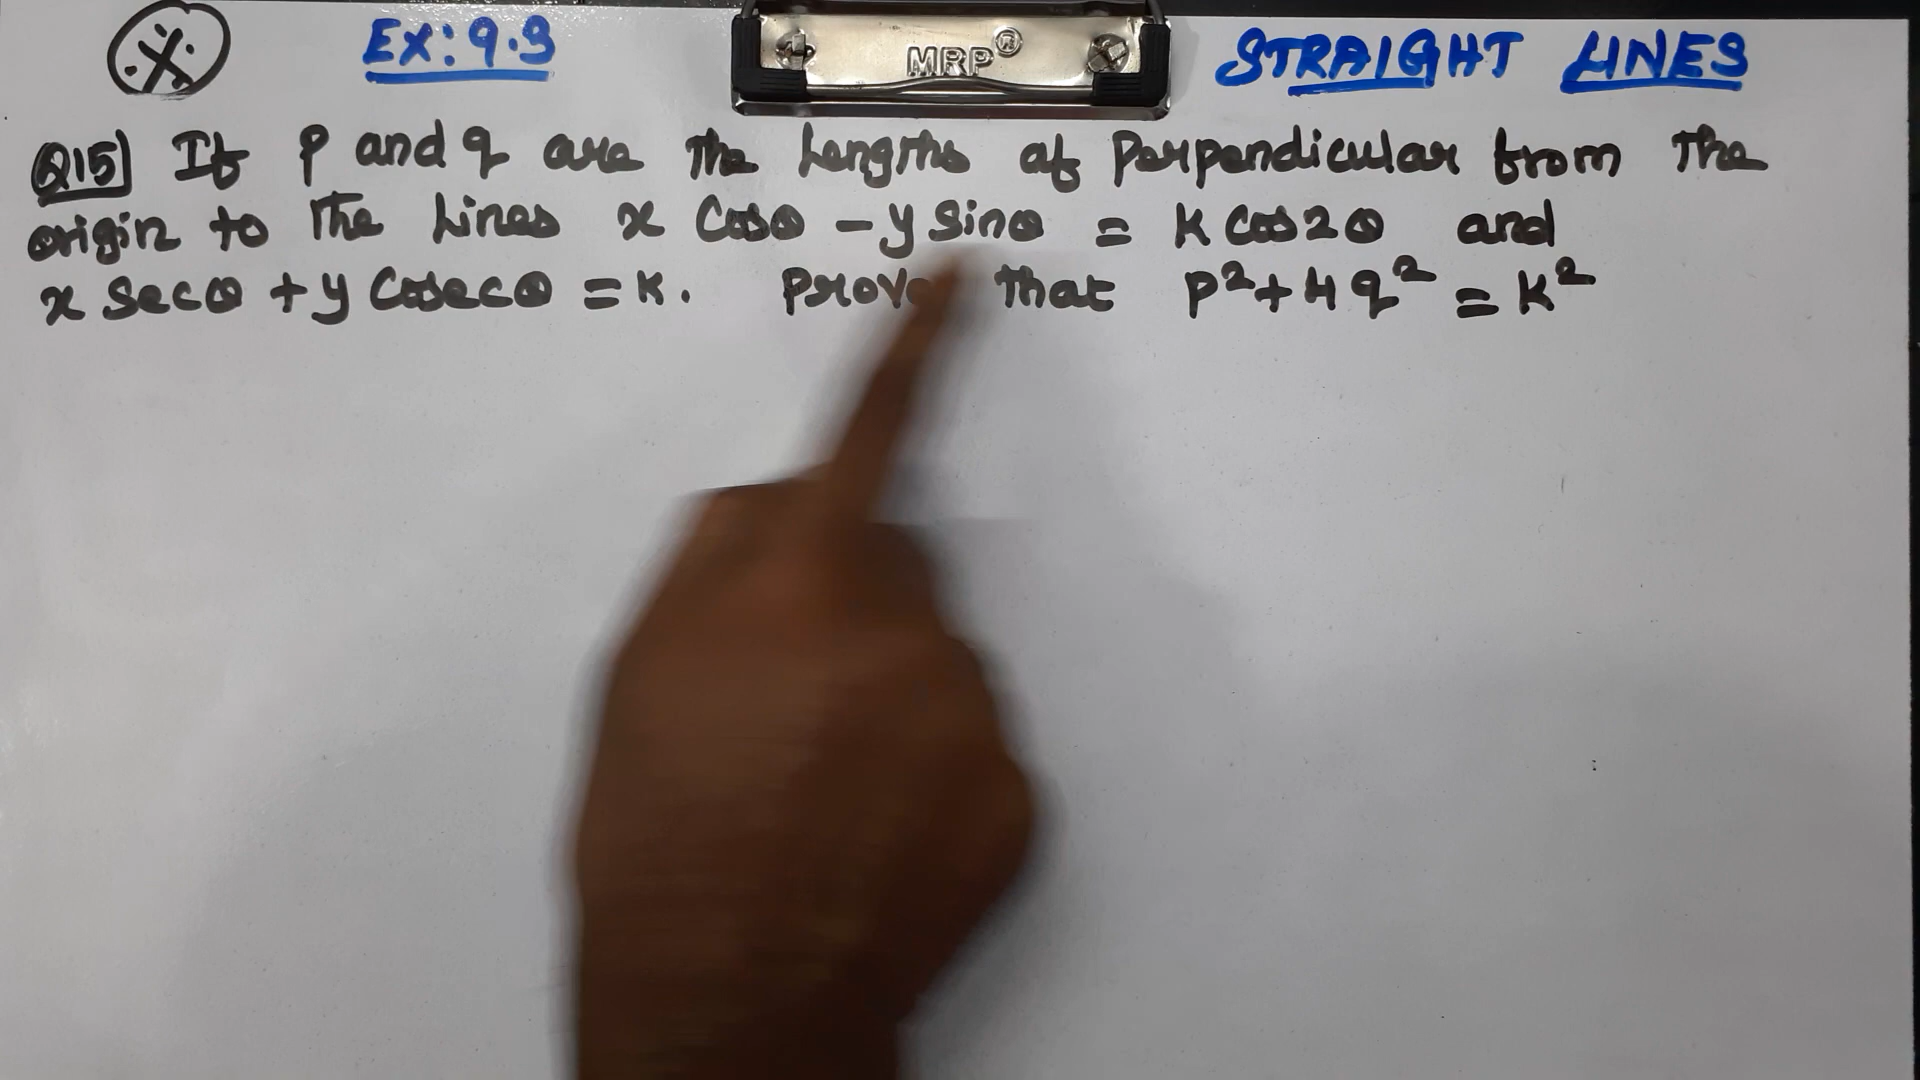 EX: 9.3
MRP®
STRAIGHT LINES
Q15] If p and q are the lengths of perpendicular from the
origin to the lines x Cosθ - y Sinθ = K Cos2θ and
x Secθ + y Cosecθ = K. Prove that P² + 4q² = K²